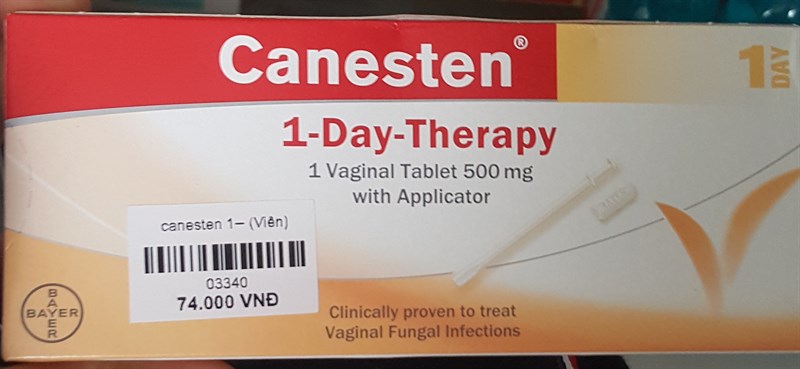 Canesten®
1 DAY
1-Day-Therapy
1 Vaginal Tablet 500 mg
with Applicator
canesten 1– (Viên)
03340
74.000 VNĐ
BAYER
BAYER
Clinically proven to treat
Vaginal Fungal Infections